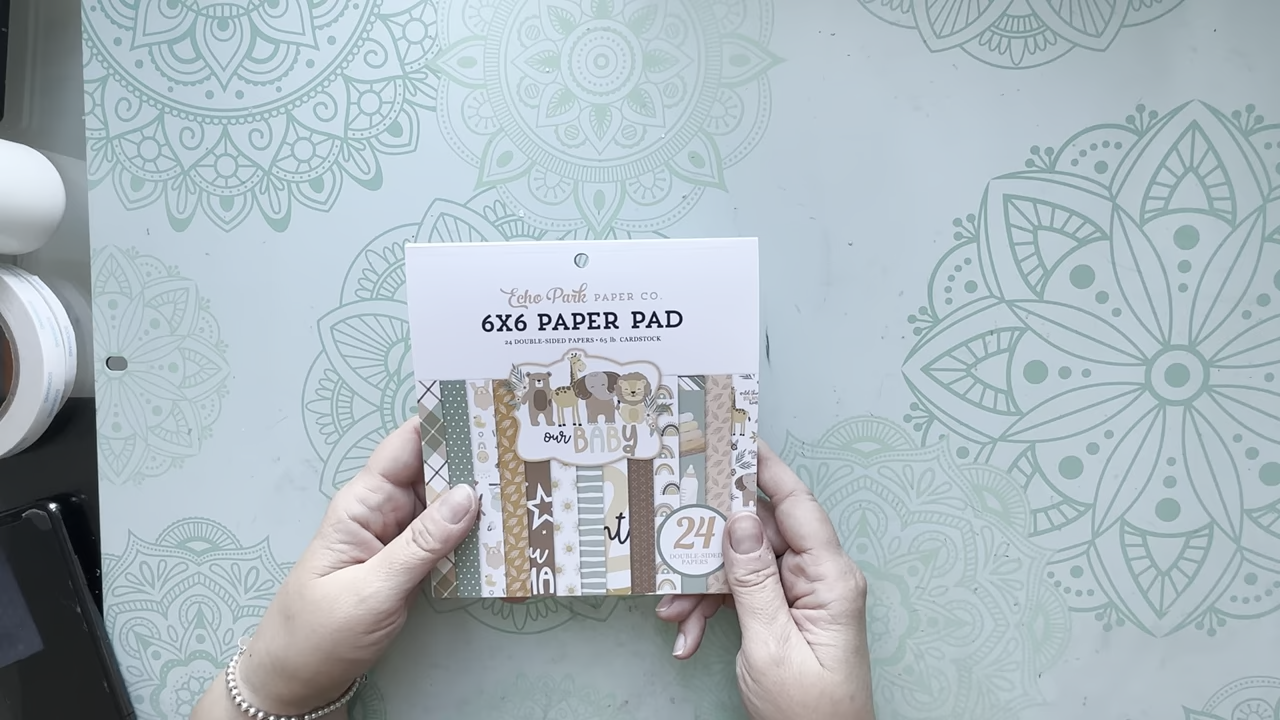 Echo Park PAPER CO.
6X6 PAPER PAD
24 DOUBLE-SIDED PAPERS • 65 lb. CARDSTOCK
our BABY
24
DOUBLE-SIDED
PAPERS